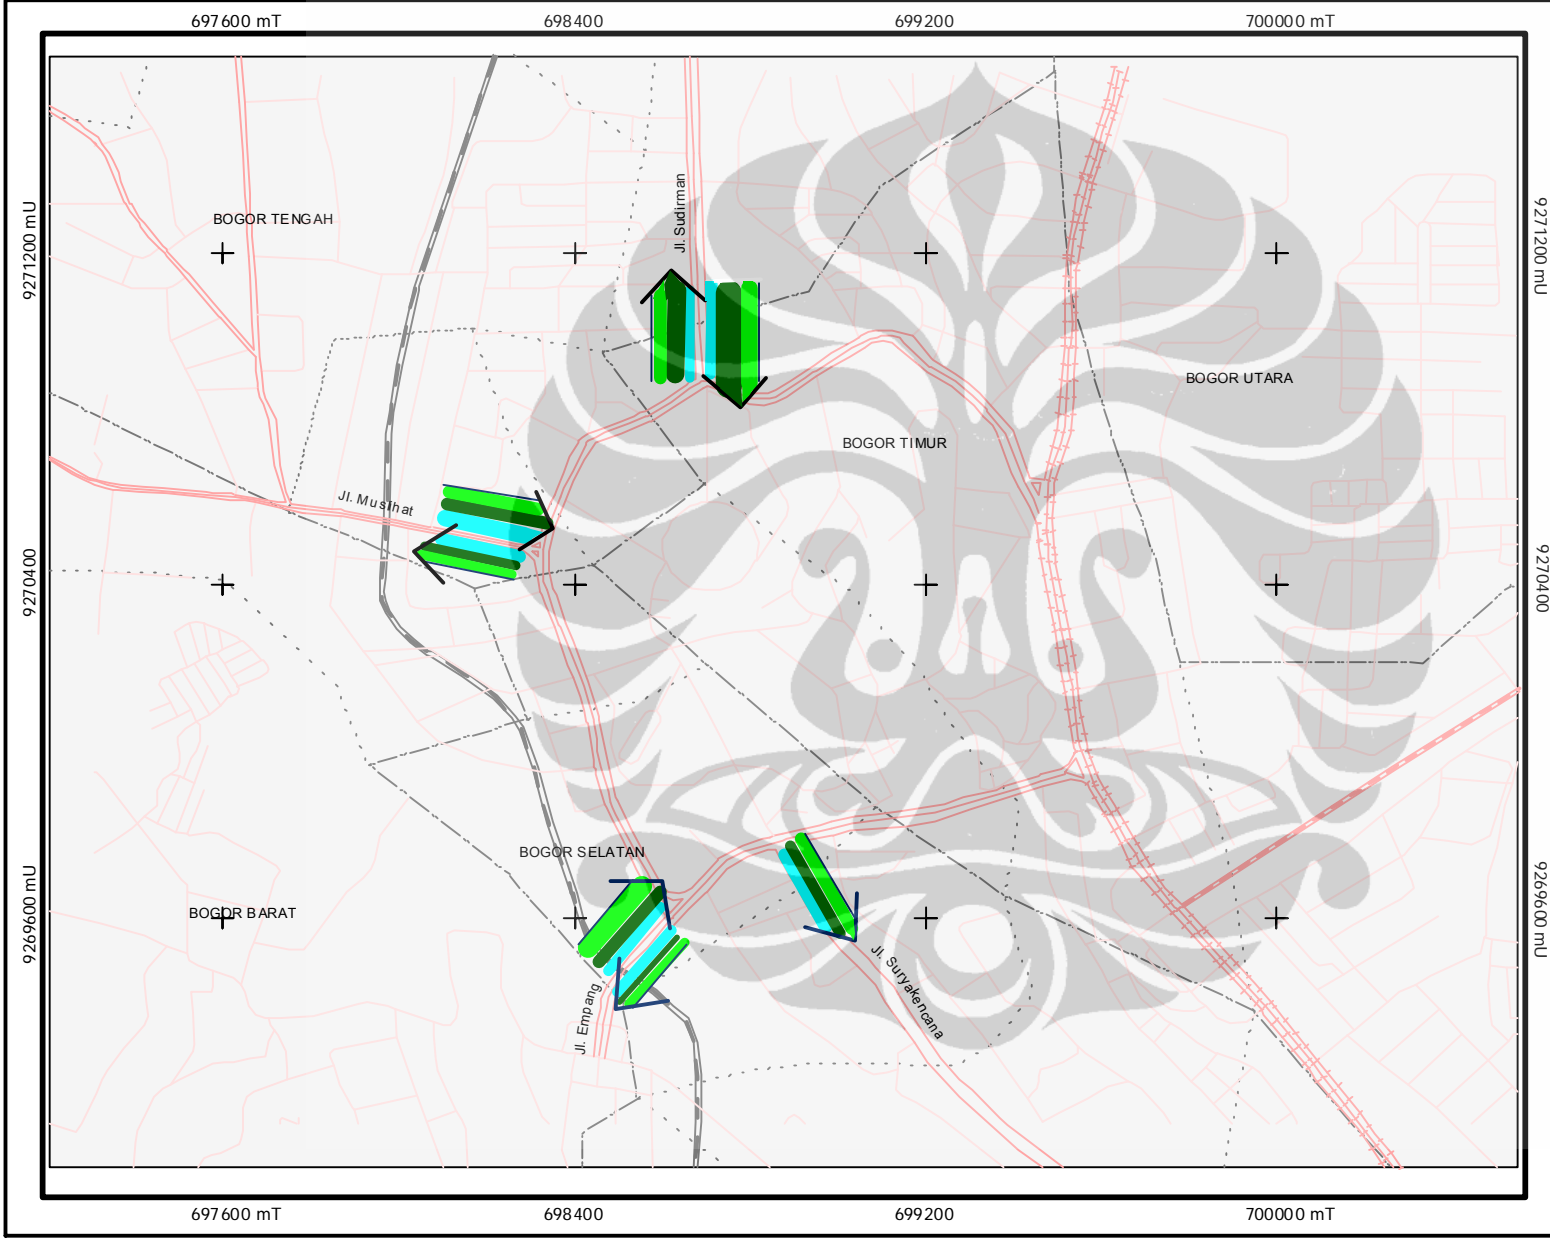 697600 mT
698400
699200
700000 mT
Jl. Sudirman
BOGOR TENGAH
9271200 mU
9271200 mU
BOGOR UTARA
BOGOR TIMUR
Jl. Muslihat
9270400
9270400
BOGOR SELATAN
BOGOR BARAT
9269600 mU
9269600 mU
Jl. Suryakencana
Jl. Empang
697600 mT
698400
699200
700000 mT